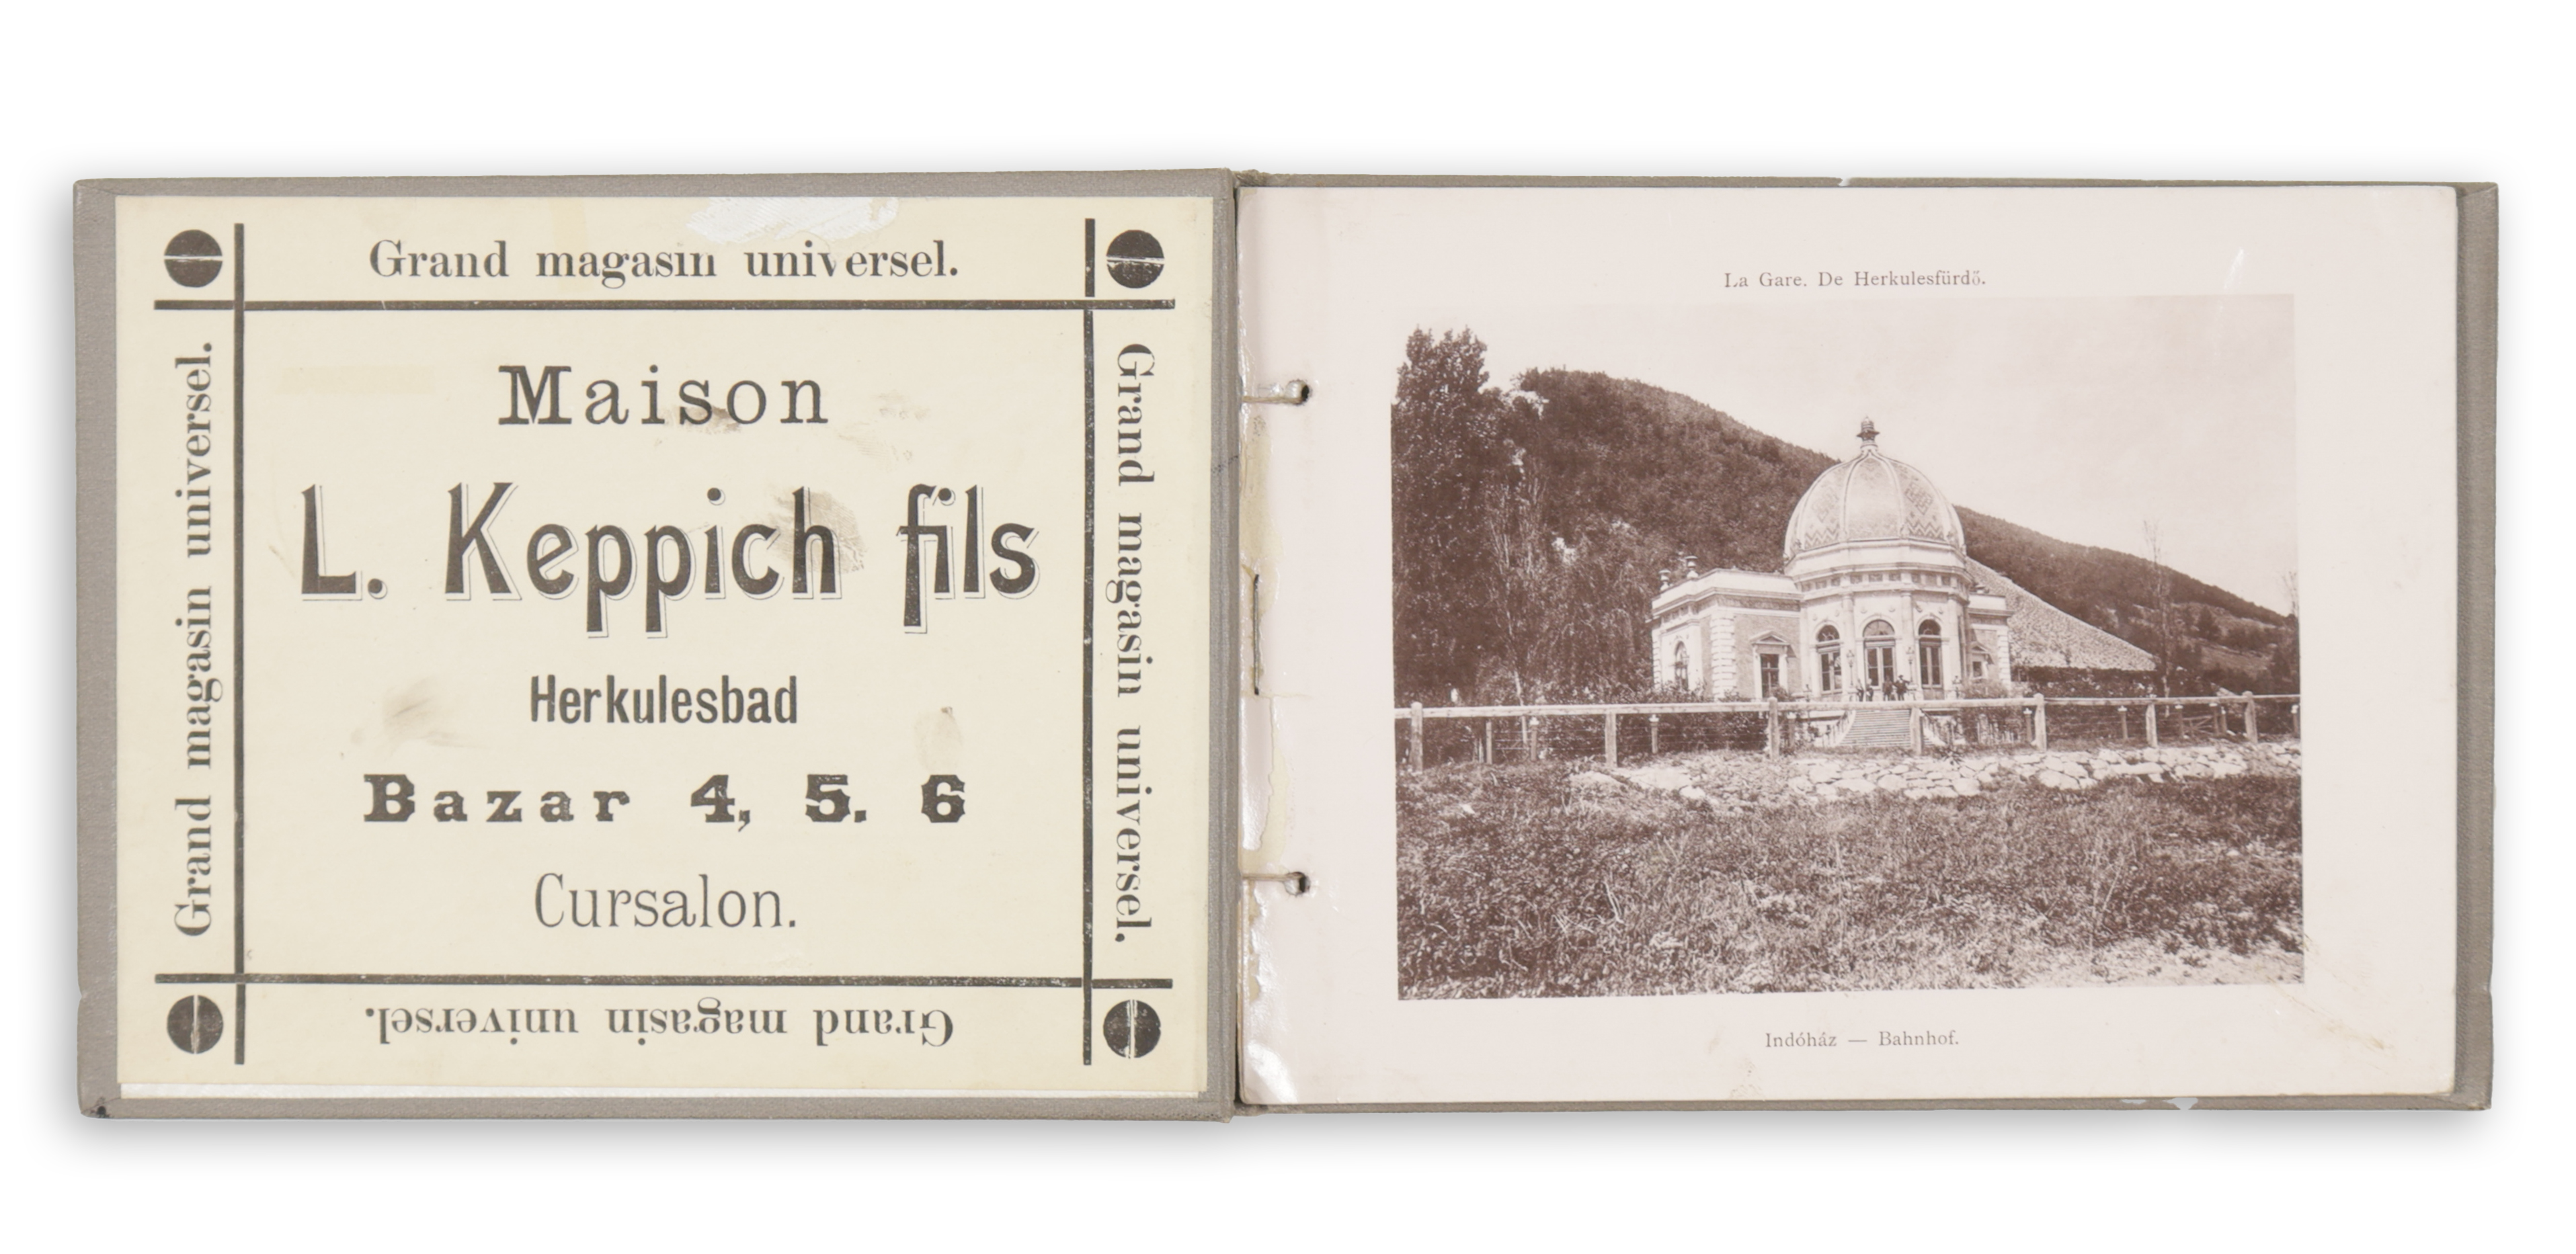 Grand magasin universel.
Grand magasin universel.
Maison
L. Keppich fils
Herkulesbad
Bazar 4, 5. 6
Cursalon.
Grand magasin universel.
Grand magasin universel.
La Gare. De Herkulesfürdő.
Indóház — Bahnhof.